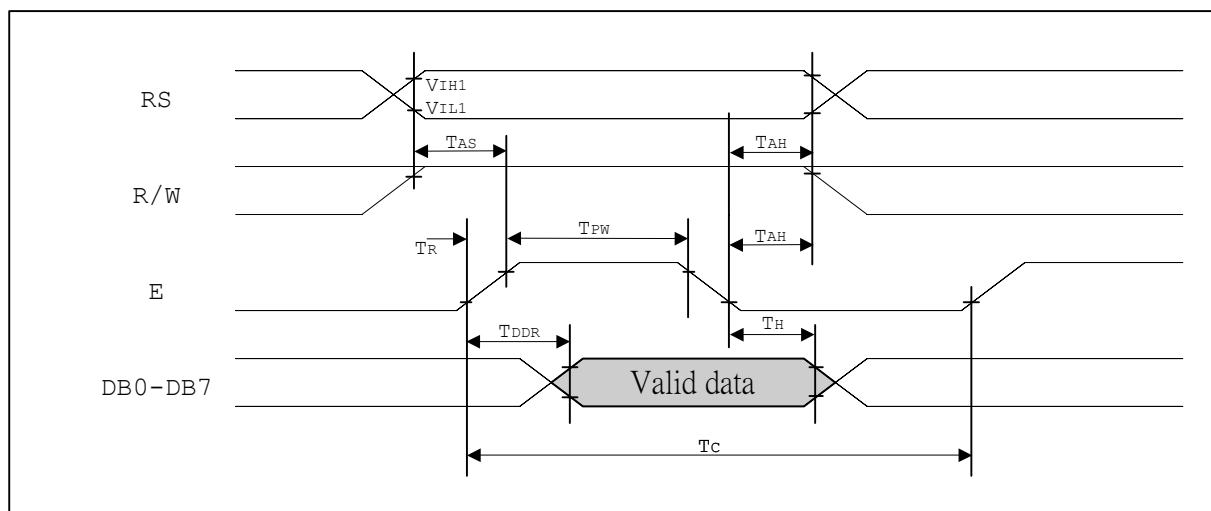 RS
VIH1
VIL1
TAS
TAH
R/W
TPW
TAH
TR
E
TDDR
TH
DB0-DB7
Valid data
TC